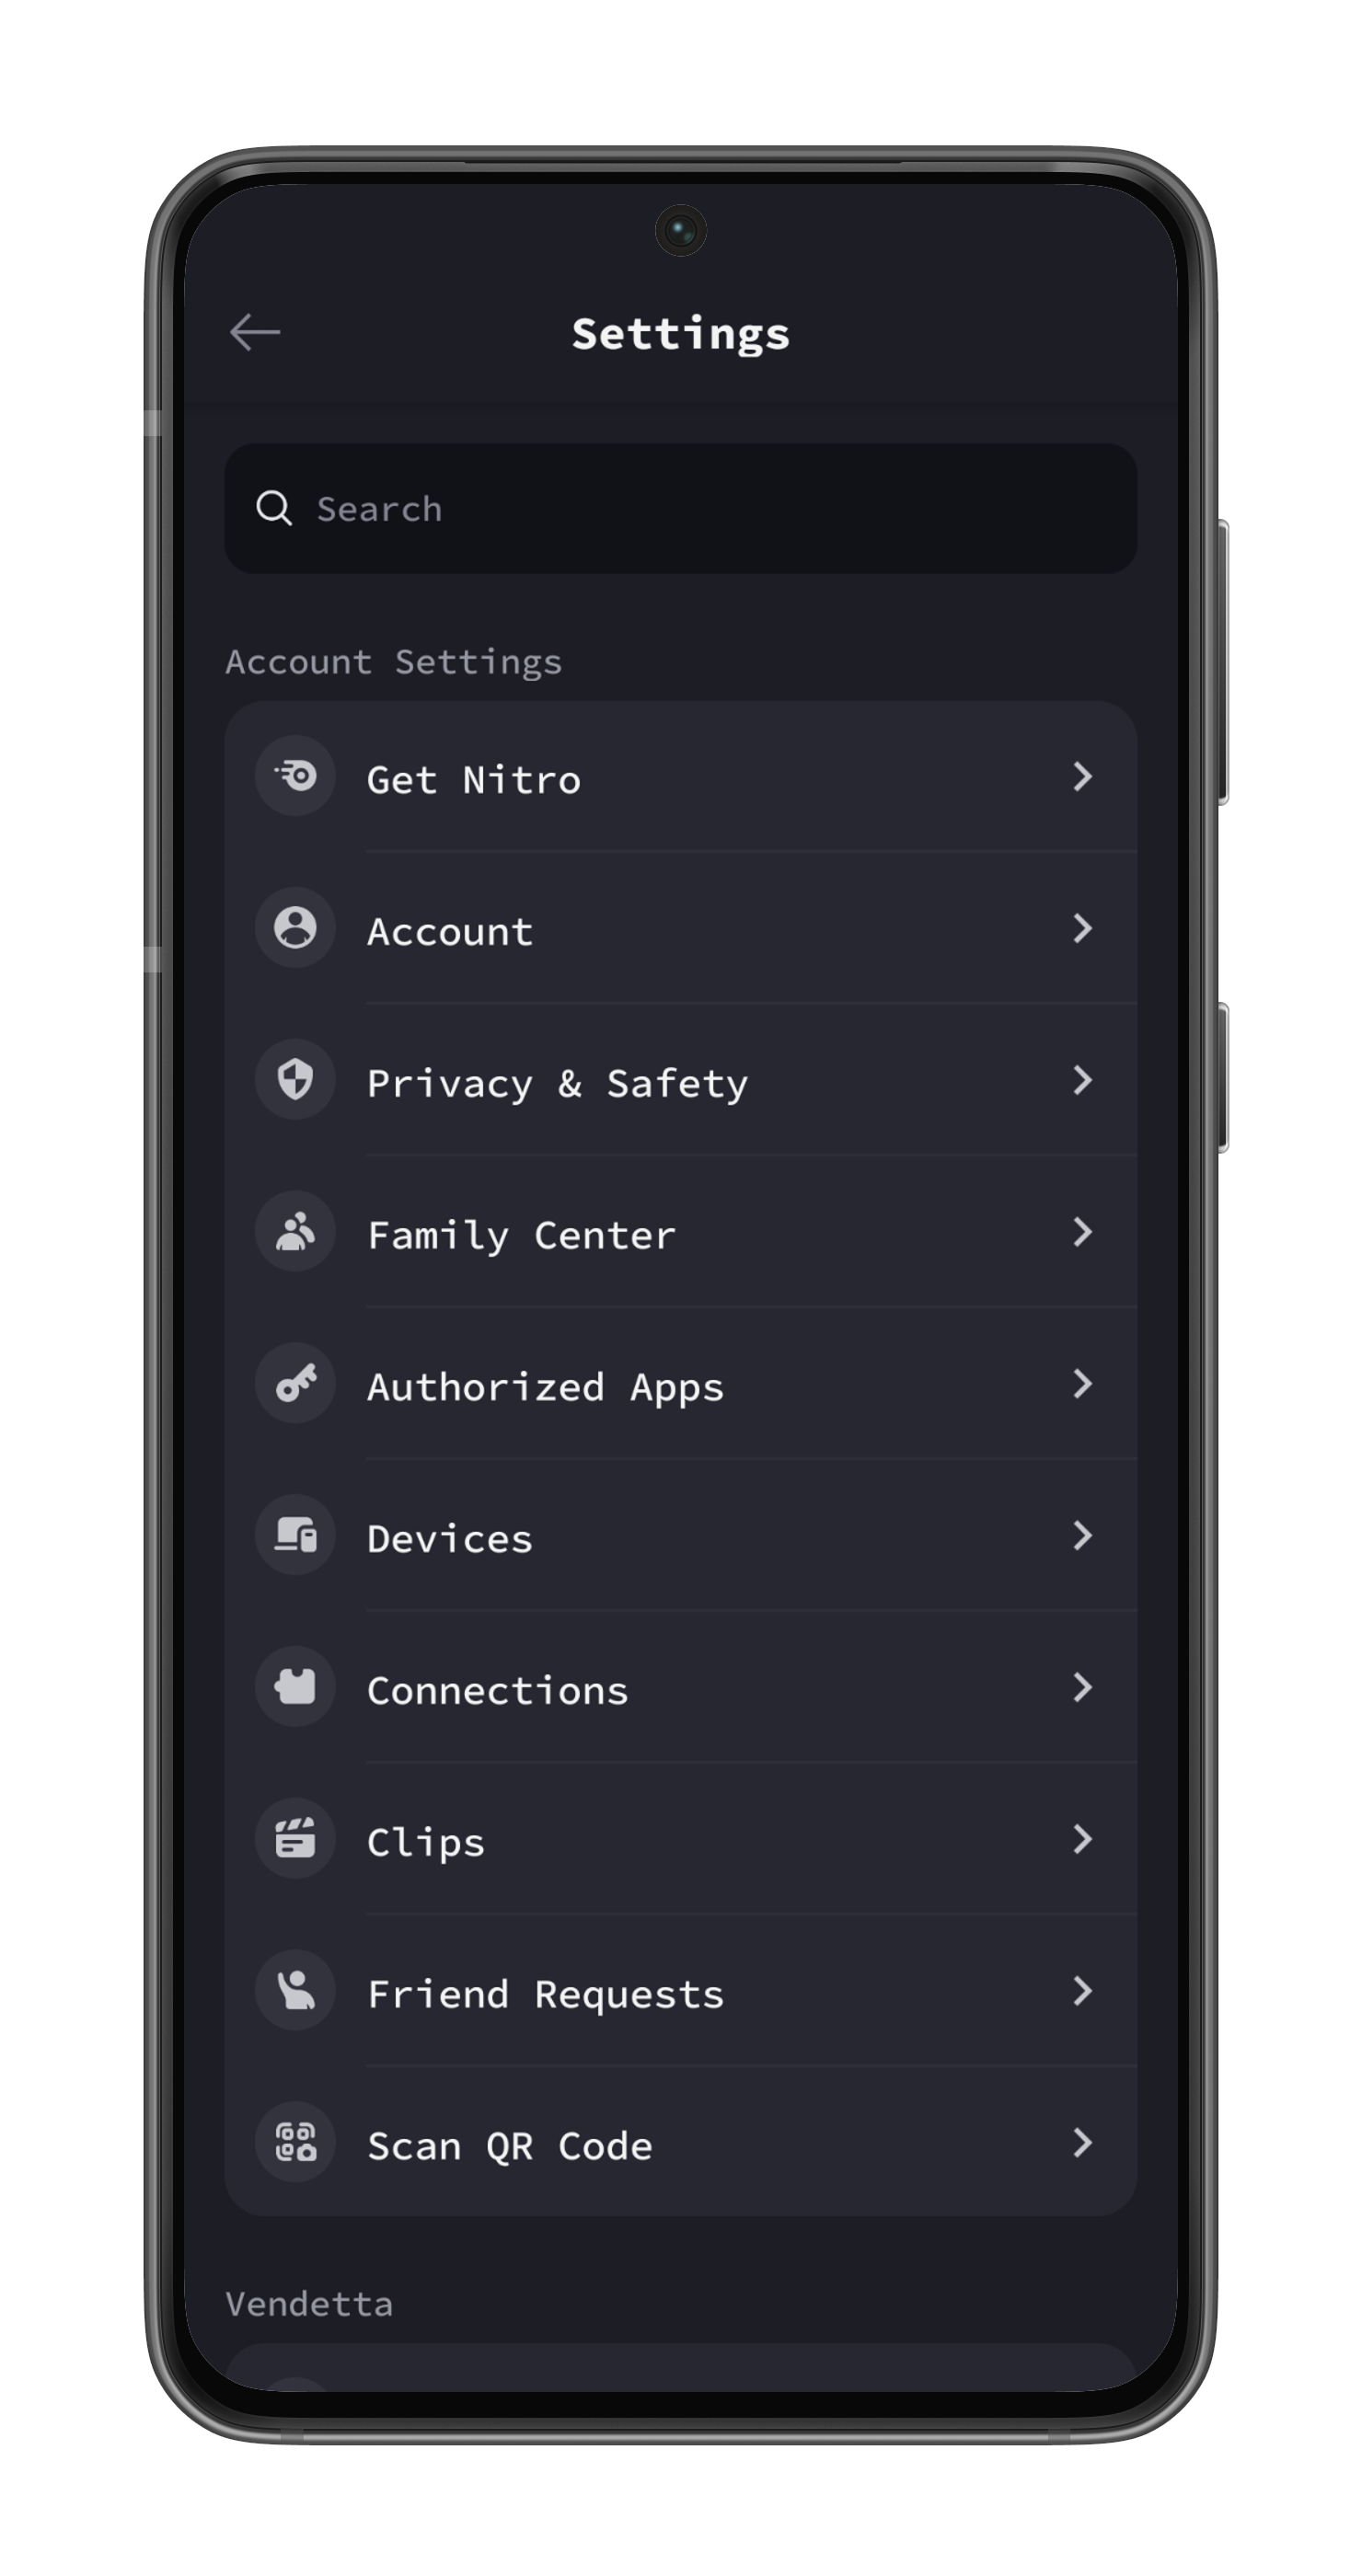 Settings
Search
Account Settings
Get Nitro
Account
Privacy & Safety
Family Center
Authorized Apps
Devices
Connections
Clips
Friend Requests
Scan QR Code
Vendetta